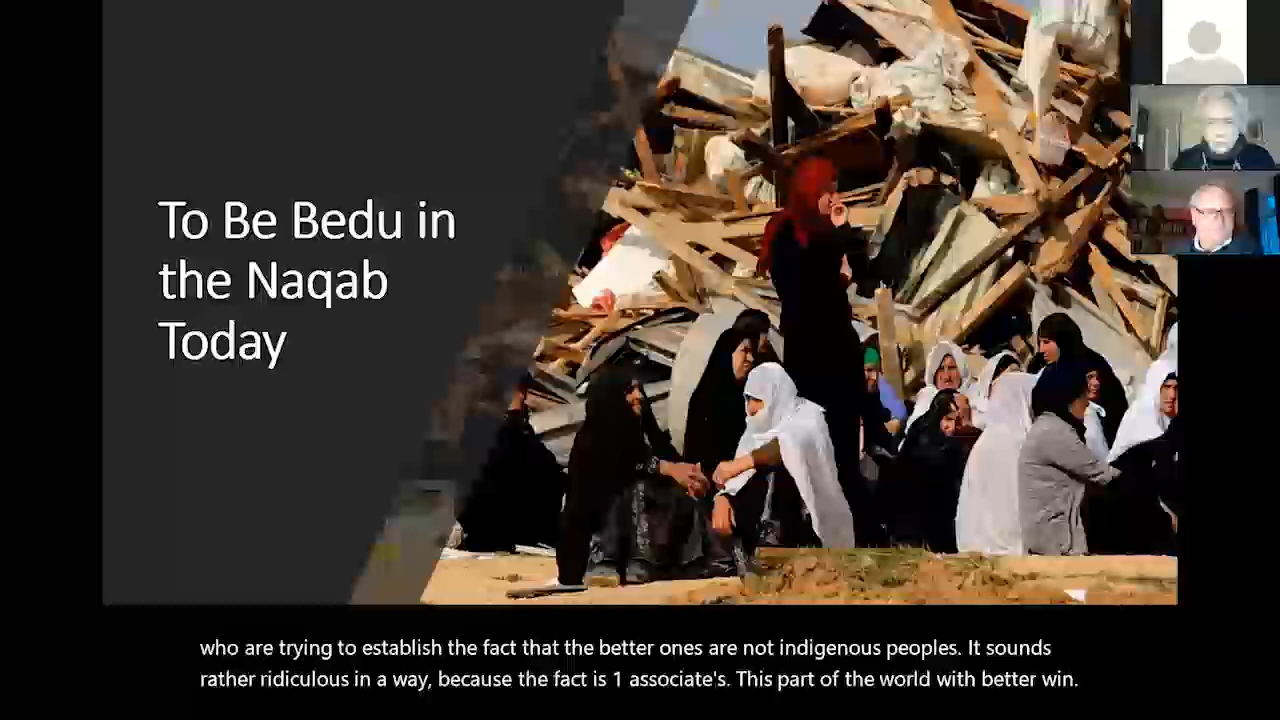 To Be Bedu in
the Naqab
Today
who are trying to establish the fact that the better ones are not indigenous peoples. It sounds
rather ridiculous in a way, because the fact is 1 associate's. This part of the world with better win.